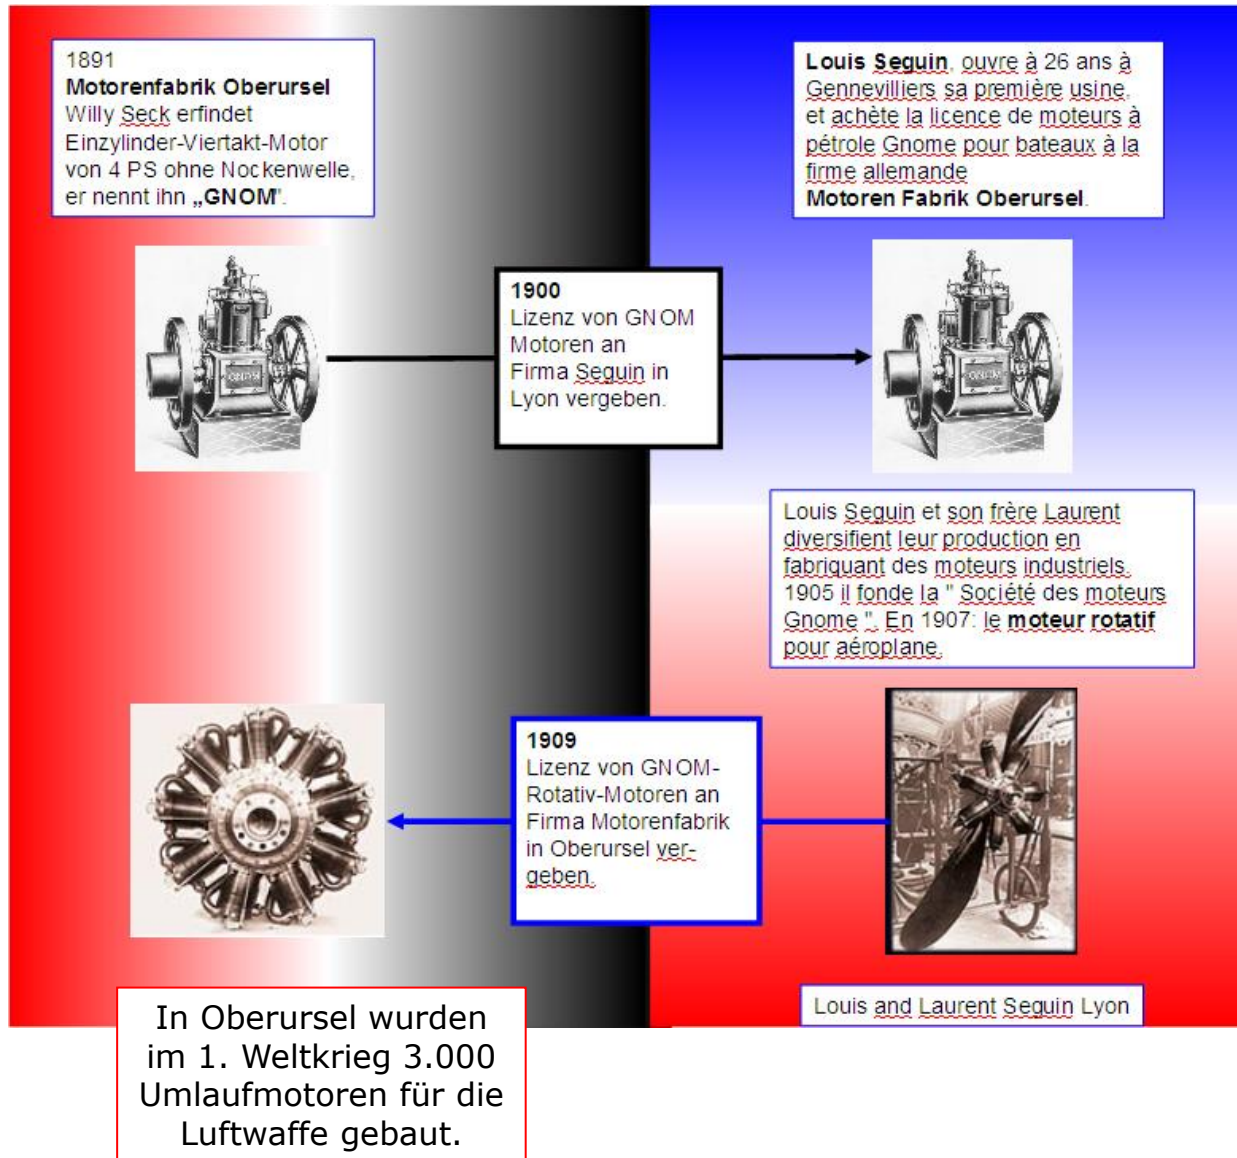 1891
Motorenfabrik Oberursel
Willy Seck erfindet
Einzylinder-Viertakt-Motor
von 4 PS ohne Nockenwelle,
er nennt ihn „GNOM".
Louis Seguin, ouvre à 26 ans à
Gennevilliers sa première usine,
et achète la licence de moteurs à
pétrole Gnome pour bateaux à la
firme allemande
Motoren Fabrik Oberursel.
GNOM
1900
Lizenz von GNOM
Motoren an
Firma Seguin in
Lyon vergeben.
GNOM
Louis Seguin et son frère Laurent
diversifient leur production en
fabriquant des moteurs industriels.
1905 il fonde la " Société des moteurs
Gnome ". En 1907: le moteur rotatif
pour aéroplane.
1909
Lizenz von GNOM-
Rotativ-Motoren an
Firma Motorenfabrik
in Oberursel ver-
geben.
Louis and Laurent Seguin Lyon
In Oberursel wurden
im 1. Weltkrieg 3.000
Umlaufmotoren für die
Luftwaffe gebaut.